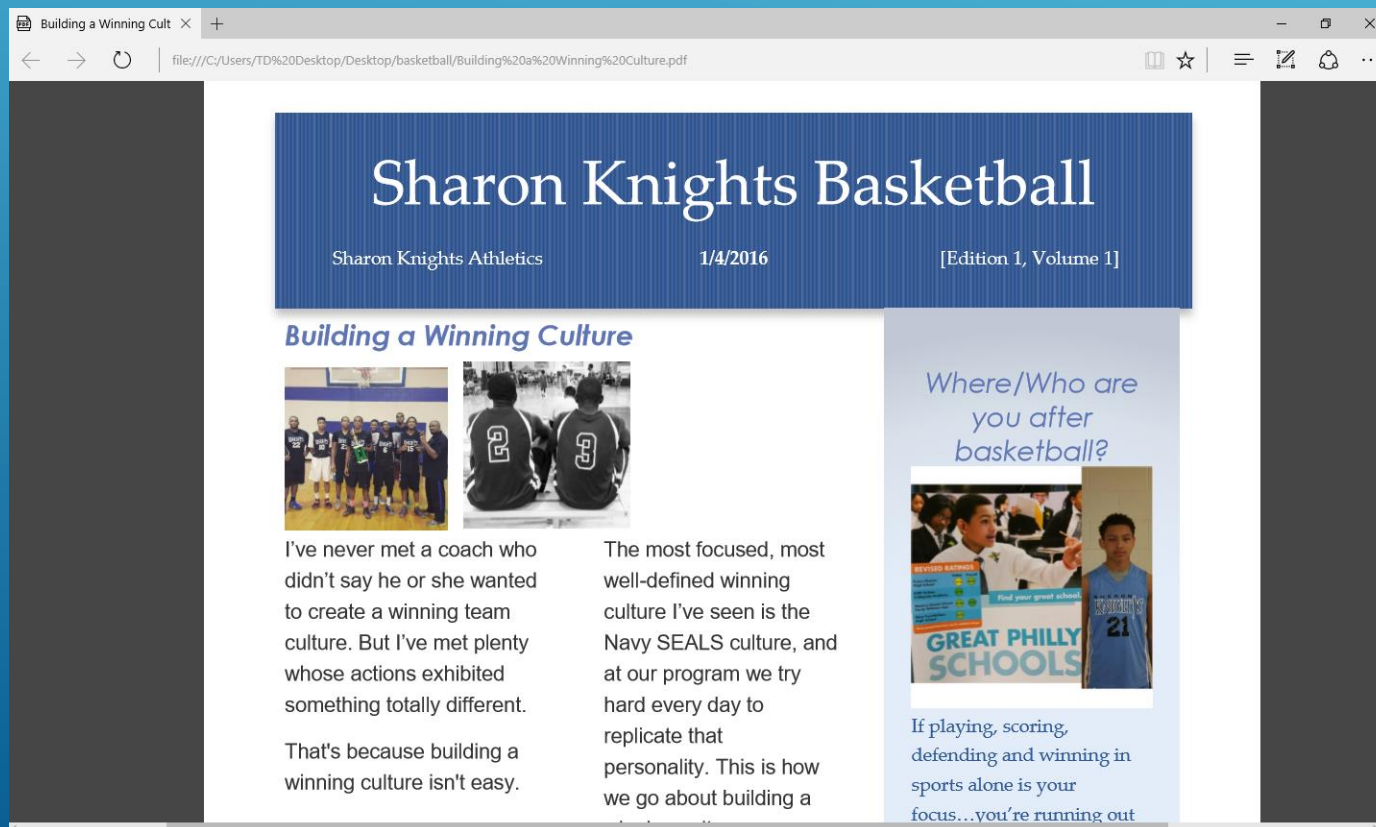 Building a Winning Cult
file:///C:/Users/TD%20Desktop/Desktop/basketball/Building%20a%20Winning%20Culture.pdf
Sharon Knights Basketball
Sharon Knights Athletics 1/4/2016 [Edition 1, Volume 1]
Building a Winning Culture
2 3
I've never met a coach who
didn't say he or she wanted
to create a winning team
culture. But I've met plenty
whose actions exhibited
something totally different.
That's because building a
winning culture isn't easy.
The most focused, most
well-defined winning
culture I've seen is the
Navy SEALS culture, and
at our program we try
hard every day to
replicate that
personality. This is how
we go about building a
Where/Who are
you after
basketball?
REVISED RATINGS
Find your great school.
GREAT PHILLY
SCHOOLS
KNIGHTS
21
If playing, scoring,
defending and winning in
sports alone is your
focus…you're running out